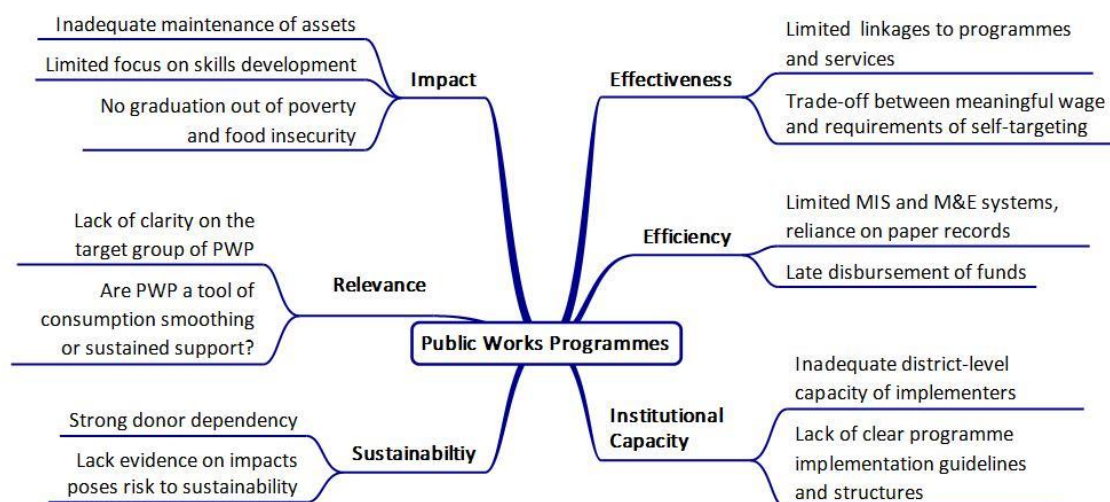 Inadequate maintenance of assets
Limited focus on skills development
No graduation out of poverty
and food insecurity
Impact
Lack of clarity on the
target group of PWP
Are PWP a tool of
consumption smoothing
or sustained support?
Relevance
Strong donor dependency
Lack evidence on impacts
poses risk to sustainability
Sustainabiltiy
Public Works Programmes
Effectiveness
Limited linkages to programmes
and services
Trade-off between meaningful wage
and requirements of self-targeting
Efficiency
Limited MIS and M&E systems,
reliance on paper records
Late disbursement of funds
Institutional
Capacity
Inadequate district-level
capacity of implementers
Lack of clear programme
implementation guidelines
and structures